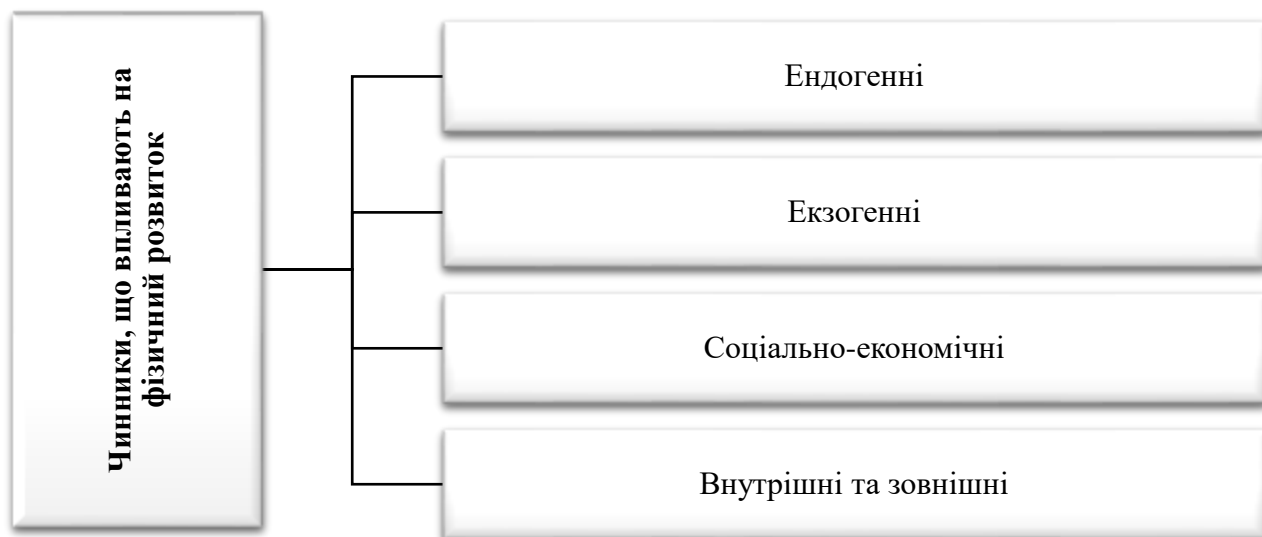 Чинники, що впливають на
фізичний розвиток
Ендогенні
Екзогенні
Соціально-економічні
Внутрішні та зовнішні